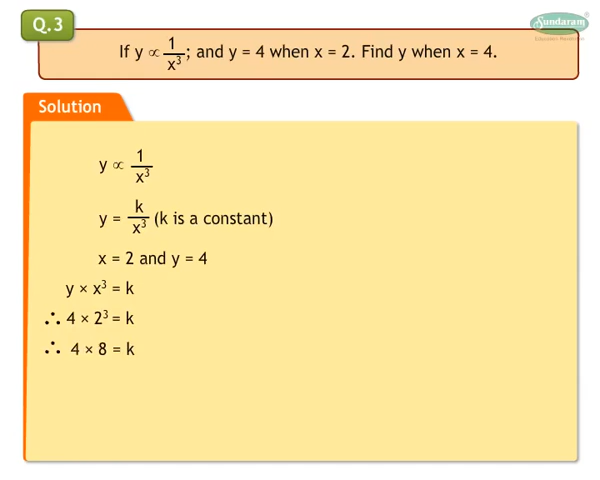 Q.3
Sundaram
If y ∝ 1/x³; and y = 4 when x = 2. Find y when x = 4.
Solution
y ∝ 1/x³
y = k/x³ (k is a constant)
x = 2 and y = 4
y × x³ = k
∴ 4 × 2³ = k
∴ 4 × 8 = k